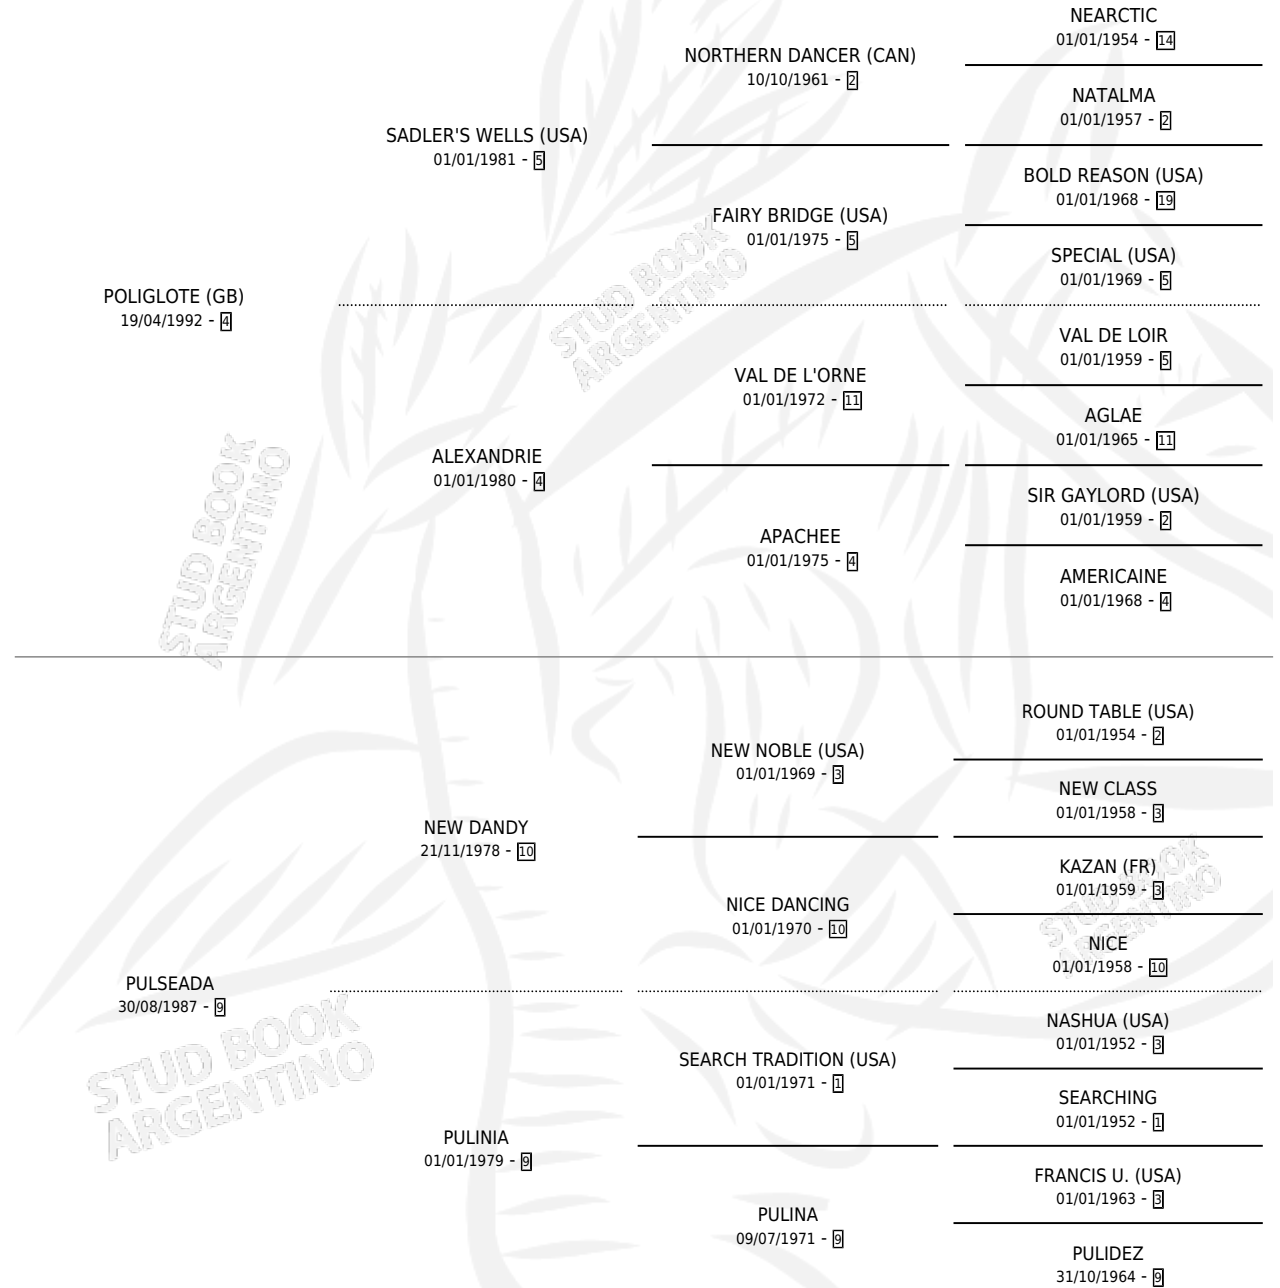 NEARCTIC
01/01/1954 - 14
NORTHERN DANCER (CAN)
10/10/1961 - 2
NATALMA
01/01/1957 - 2
SADLER'S WELLS (USA)
01/01/1981 - 5
BOLD REASON (USA)
01/01/1968 - 19
FAIRY BRIDGE (USA)
01/01/1975 - 5
SPECIAL (USA)
01/01/1969 - 5
POLIGLOTE (GB)
19/04/1992 - 4
STUD BOOK
ARGENTINO
VAL DE LOIR
01/01/1959 - 5
VAL DE L'ORNE
01/01/1972 - 11
AGLAE
01/01/1965 - 11
ALEXANDRIE
01/01/1980 - 4
SIR GAYLORD (USA)
01/01/1959 - 2
APACHEE
01/01/1975 - 4
AMERICAINE
01/01/1968 - 4
STUD BOOK
ARGENTINO
ROUND TABLE (USA)
01/01/1954 - 2
NEW NOBLE (USA)
01/01/1969 - 3
NEW CLASS
01/01/1958 - 3
NEW DANDY
21/11/1978 - 10
KAZAN (FR)
01/01/1959 - 3
NICE DANCING
01/01/1970 - 10
NICE
01/01/1958 - 10
STUD BOOK
ARGENTINO
PULSEADA
30/08/1987 - 9
NASHUA (USA)
01/01/1952 - 3
SEARCH TRADITION (USA)
01/01/1971 - 1
SEARCHING
01/01/1952 - 1
STUD BOOK
ARGENTINO
PULINIA
01/01/1979 - 9
FRANCIS U. (USA)
01/01/1963 - 3
PULINA
09/07/1971 - 9
PULIDEZ
31/10/1964 - 9